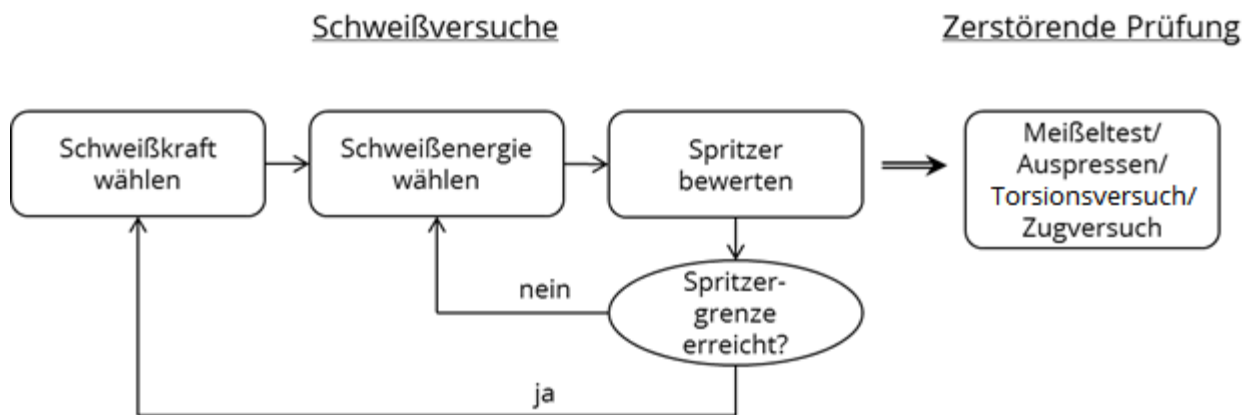 Schweißversuche
Zerstörende Prüfung
Schweißkraft
wählen
Schweißenergie
wählen
Spritzer
bewerten
Meißeltest/
Auspressen/
Torsionsversuch/
Zugversuch
nein
Spritzer-
grenze
erreicht?
ja